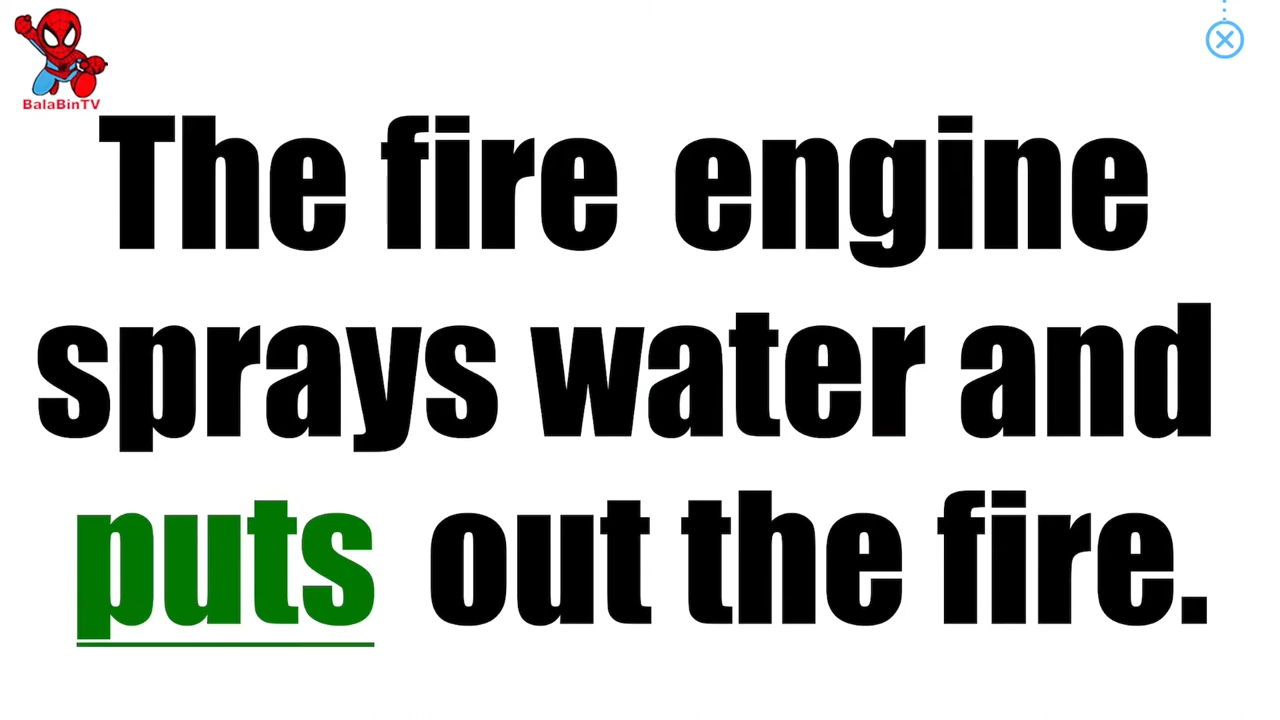 BalaBinTV
The fire engine
sprays water and
puts out the fire.